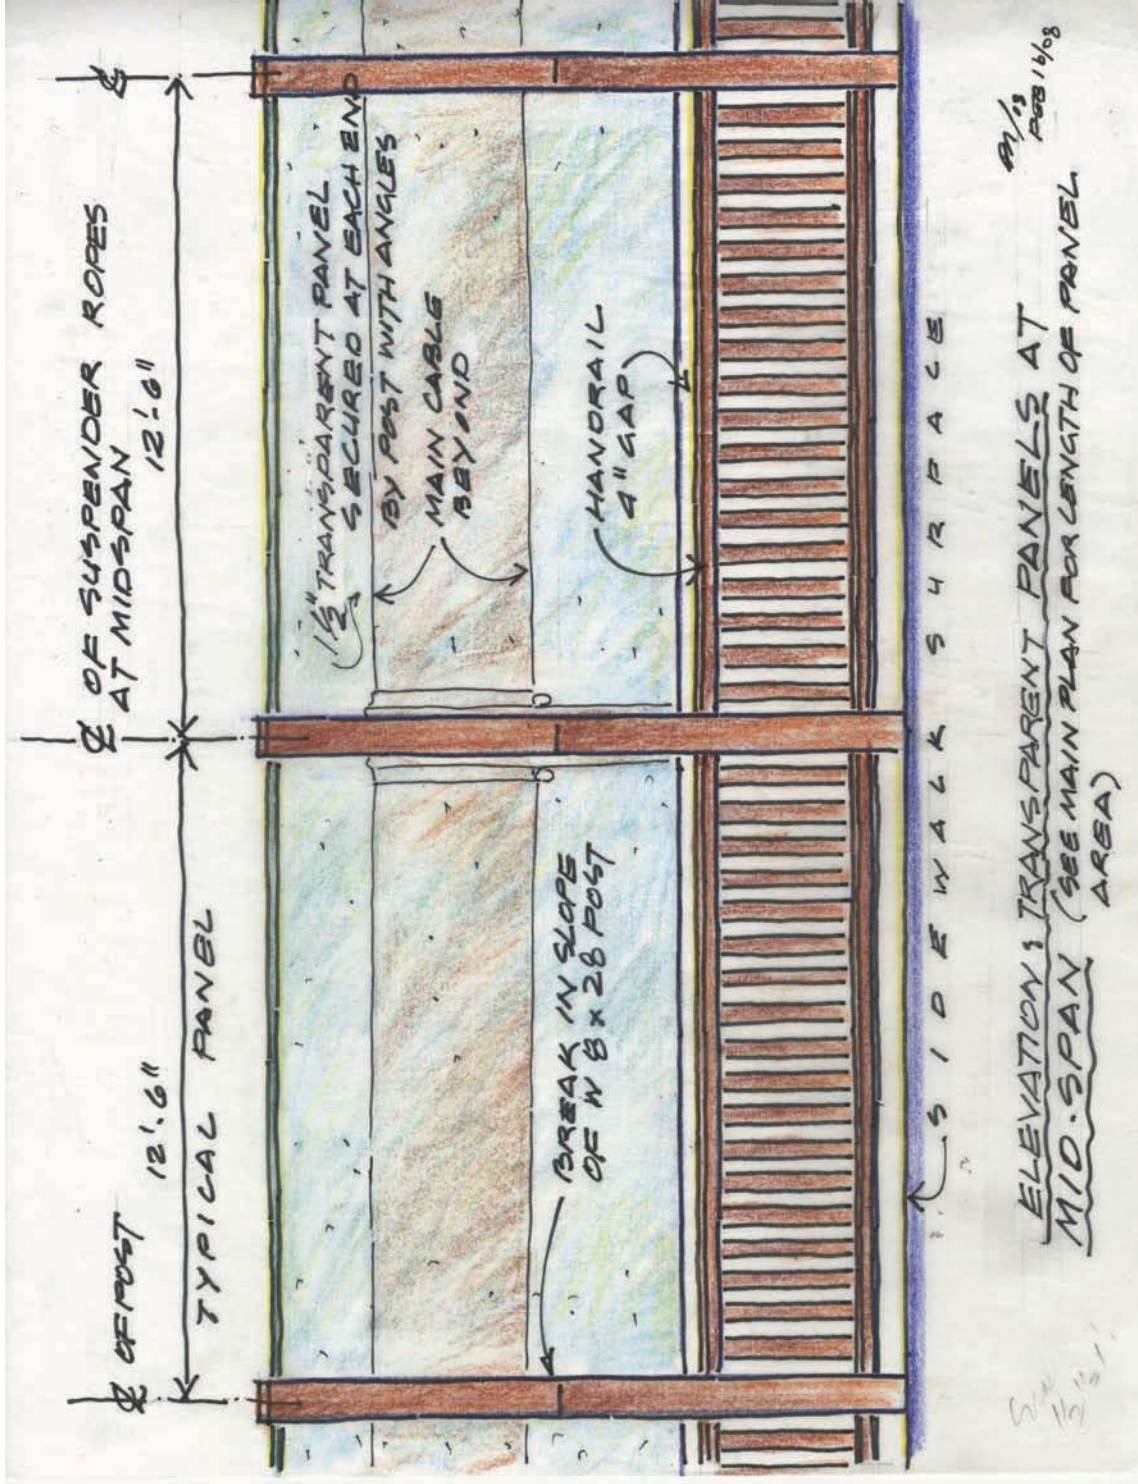 ℄ OF POST
12'.6"
TYPICAL PANEL
℄ OF SUSPENDER ROPES
AT MIDSPAN
12'-6"
℄
1½" TRANSPARENT PANEL
SECURED AT EACH END
BY POST WITH ANGLES
MAIN CABLE
BEYOND
BREAK IN SLOPE
OF W 8 x 28 POST
HANDRAIL
4" GAP
SIDEWALK SURFACE
ELEVATION: TRANSPARENT PANELS AT
MID-SPAN (SEE MAIN PLAN FOR LENGTH OF PANEL
AREA)